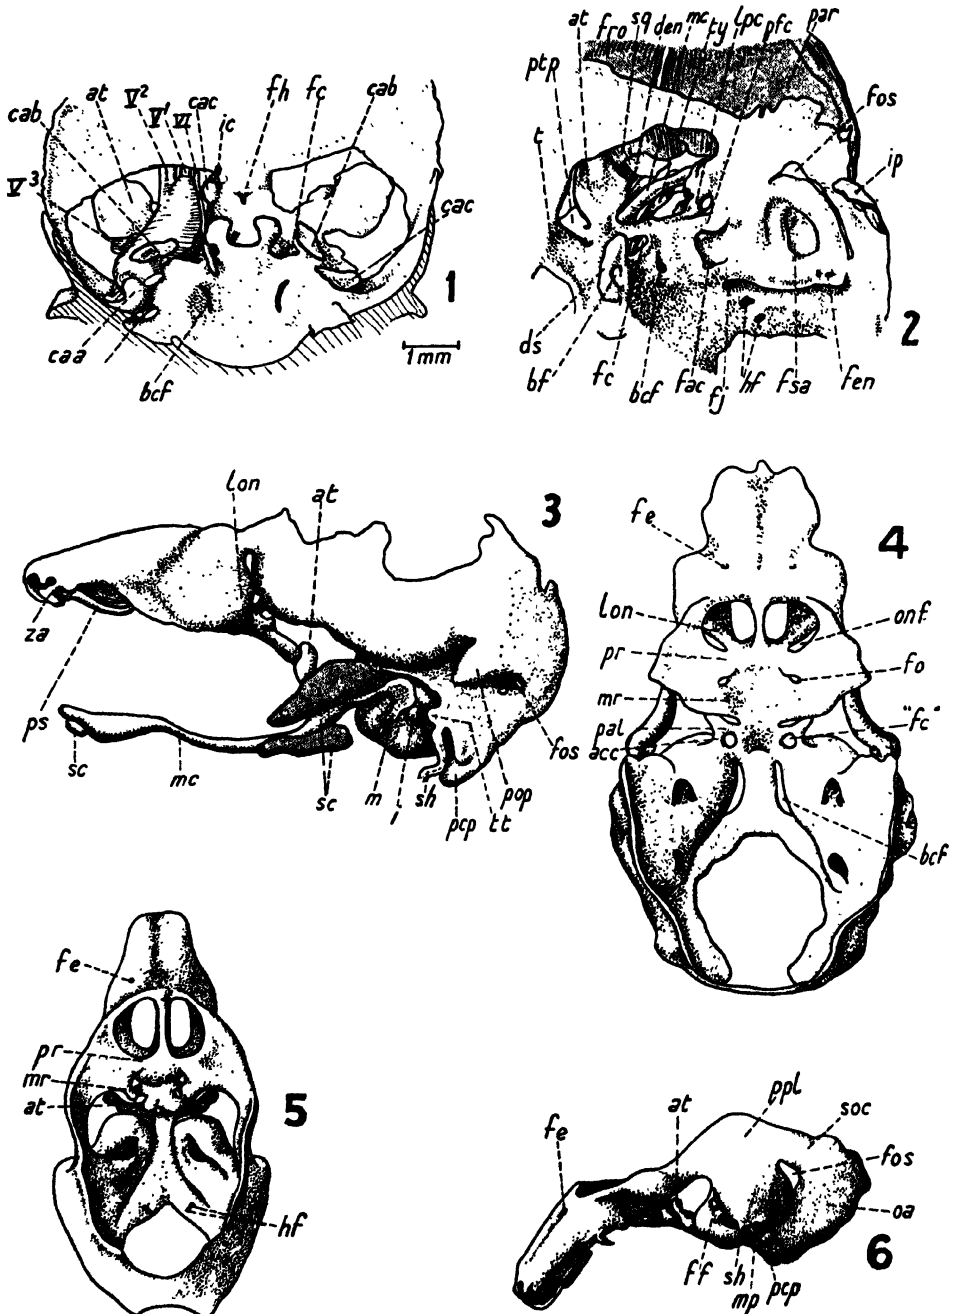 cab at V² V¹ VI cac ic fh fc cab
V³ çac
caa bcf
1
1mm
at fro sq den mc ty lpc pfc par
ptp fos
t ip
ds bf fc bcf fac fj hf fsa fen
2
lon at
3
za ps
sc mc sc m i sh pcp tt pop fos
fe
4
lon onf
pr fo
mr
pal "fc"
acc
bcf
fe
pr
mr
at
5
hf
fe at ppl soc
fos
oa
ff sh mp pcp
6